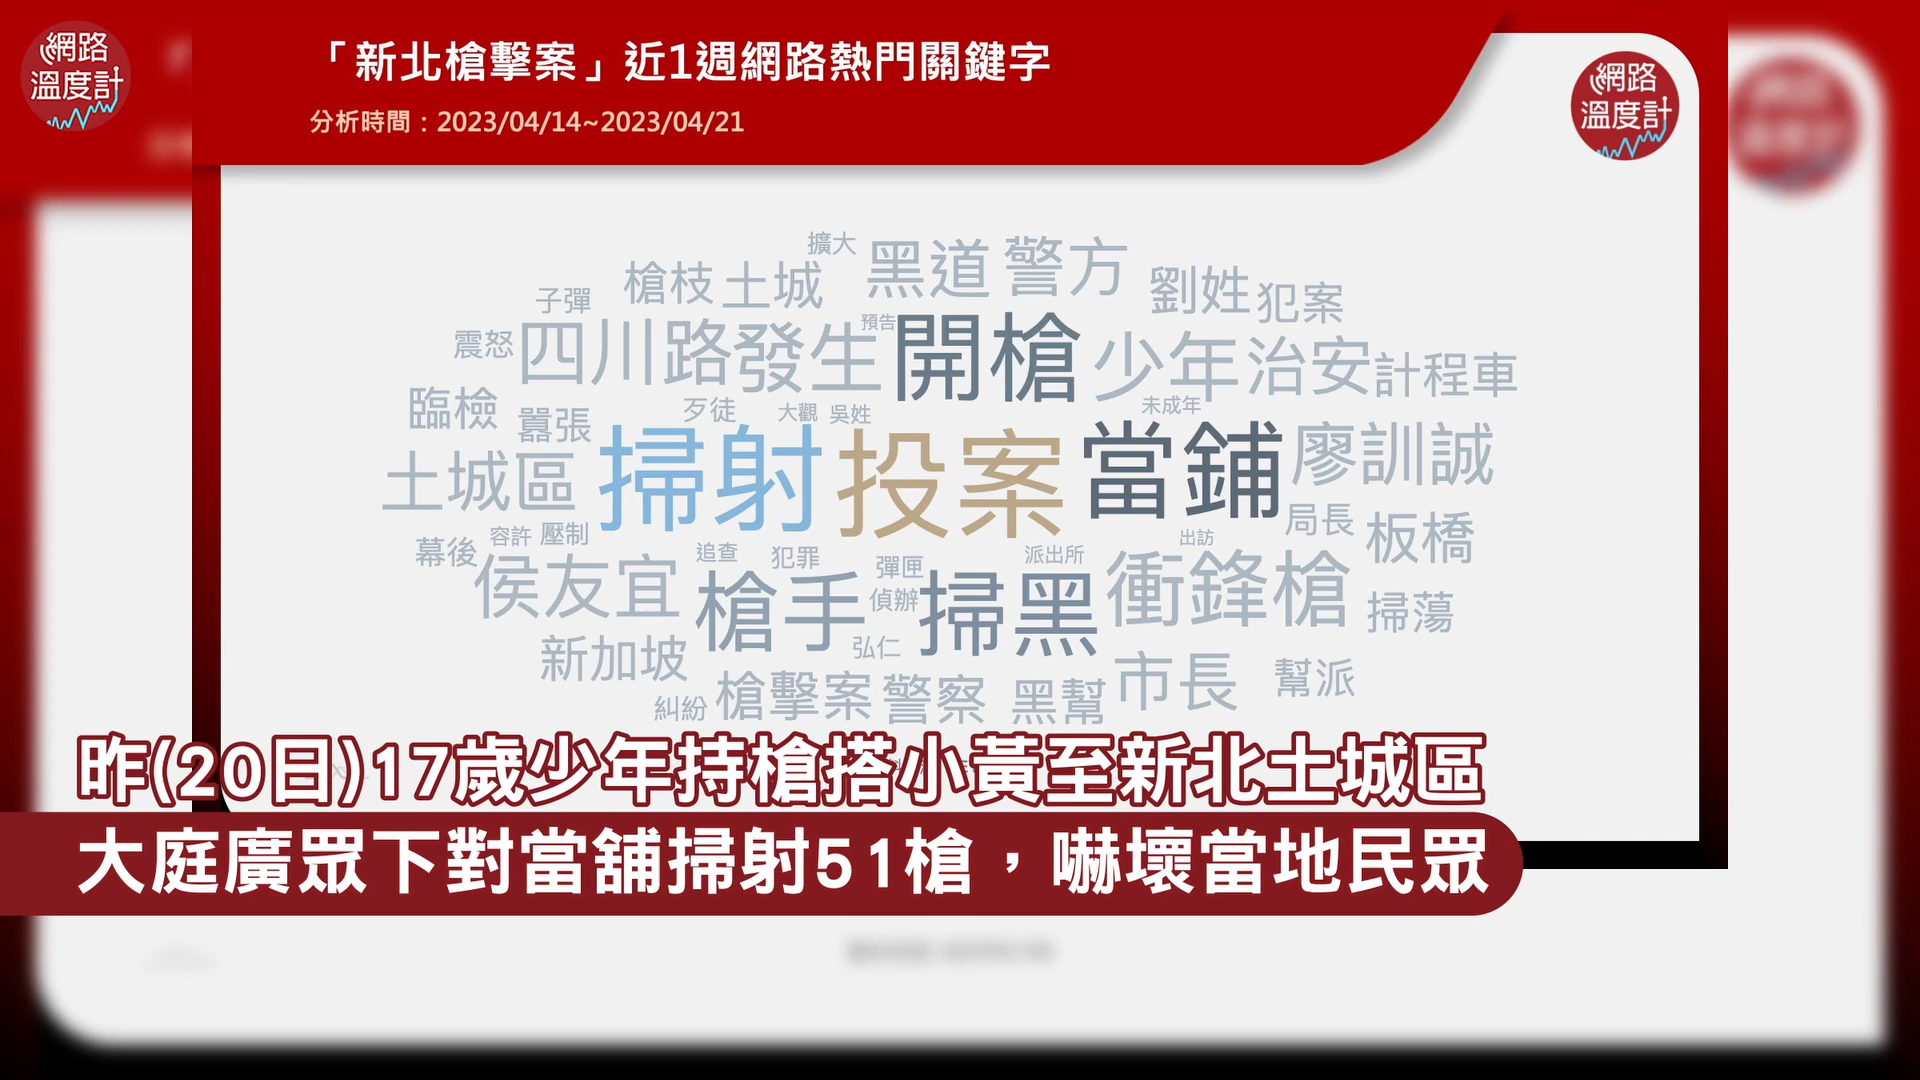 網路
溫度計
「新北槍擊案」近1週網路熱門關鍵字
分析時間：2023/04/14~2023/04/21
網路
溫度計
擴大 黑道 警方
子彈 槍枝 土城 劉姓 犯案
震怒 四川路 發生 預告 開槍 少年 治安 計程車
臨檢 囂張 歹徒 大觀 吳姓 未成年
土城區 掃射 投案 當鋪 廖訓誠
幕後 容許 壓制 追查 犯罪 彈匣 派出所 出訪 局長 板橋
侯友宜 槍手 偵辦 掃黑 衝鋒槍 掃蕩
新加坡 弘仁 市長 幫派
糾紛 槍擊案 警察 黑幫
昨(20日)17歲少年持槍搭小黃至新北土城區
大庭廣眾下對當舖掃射51槍，嚇壞當地民眾